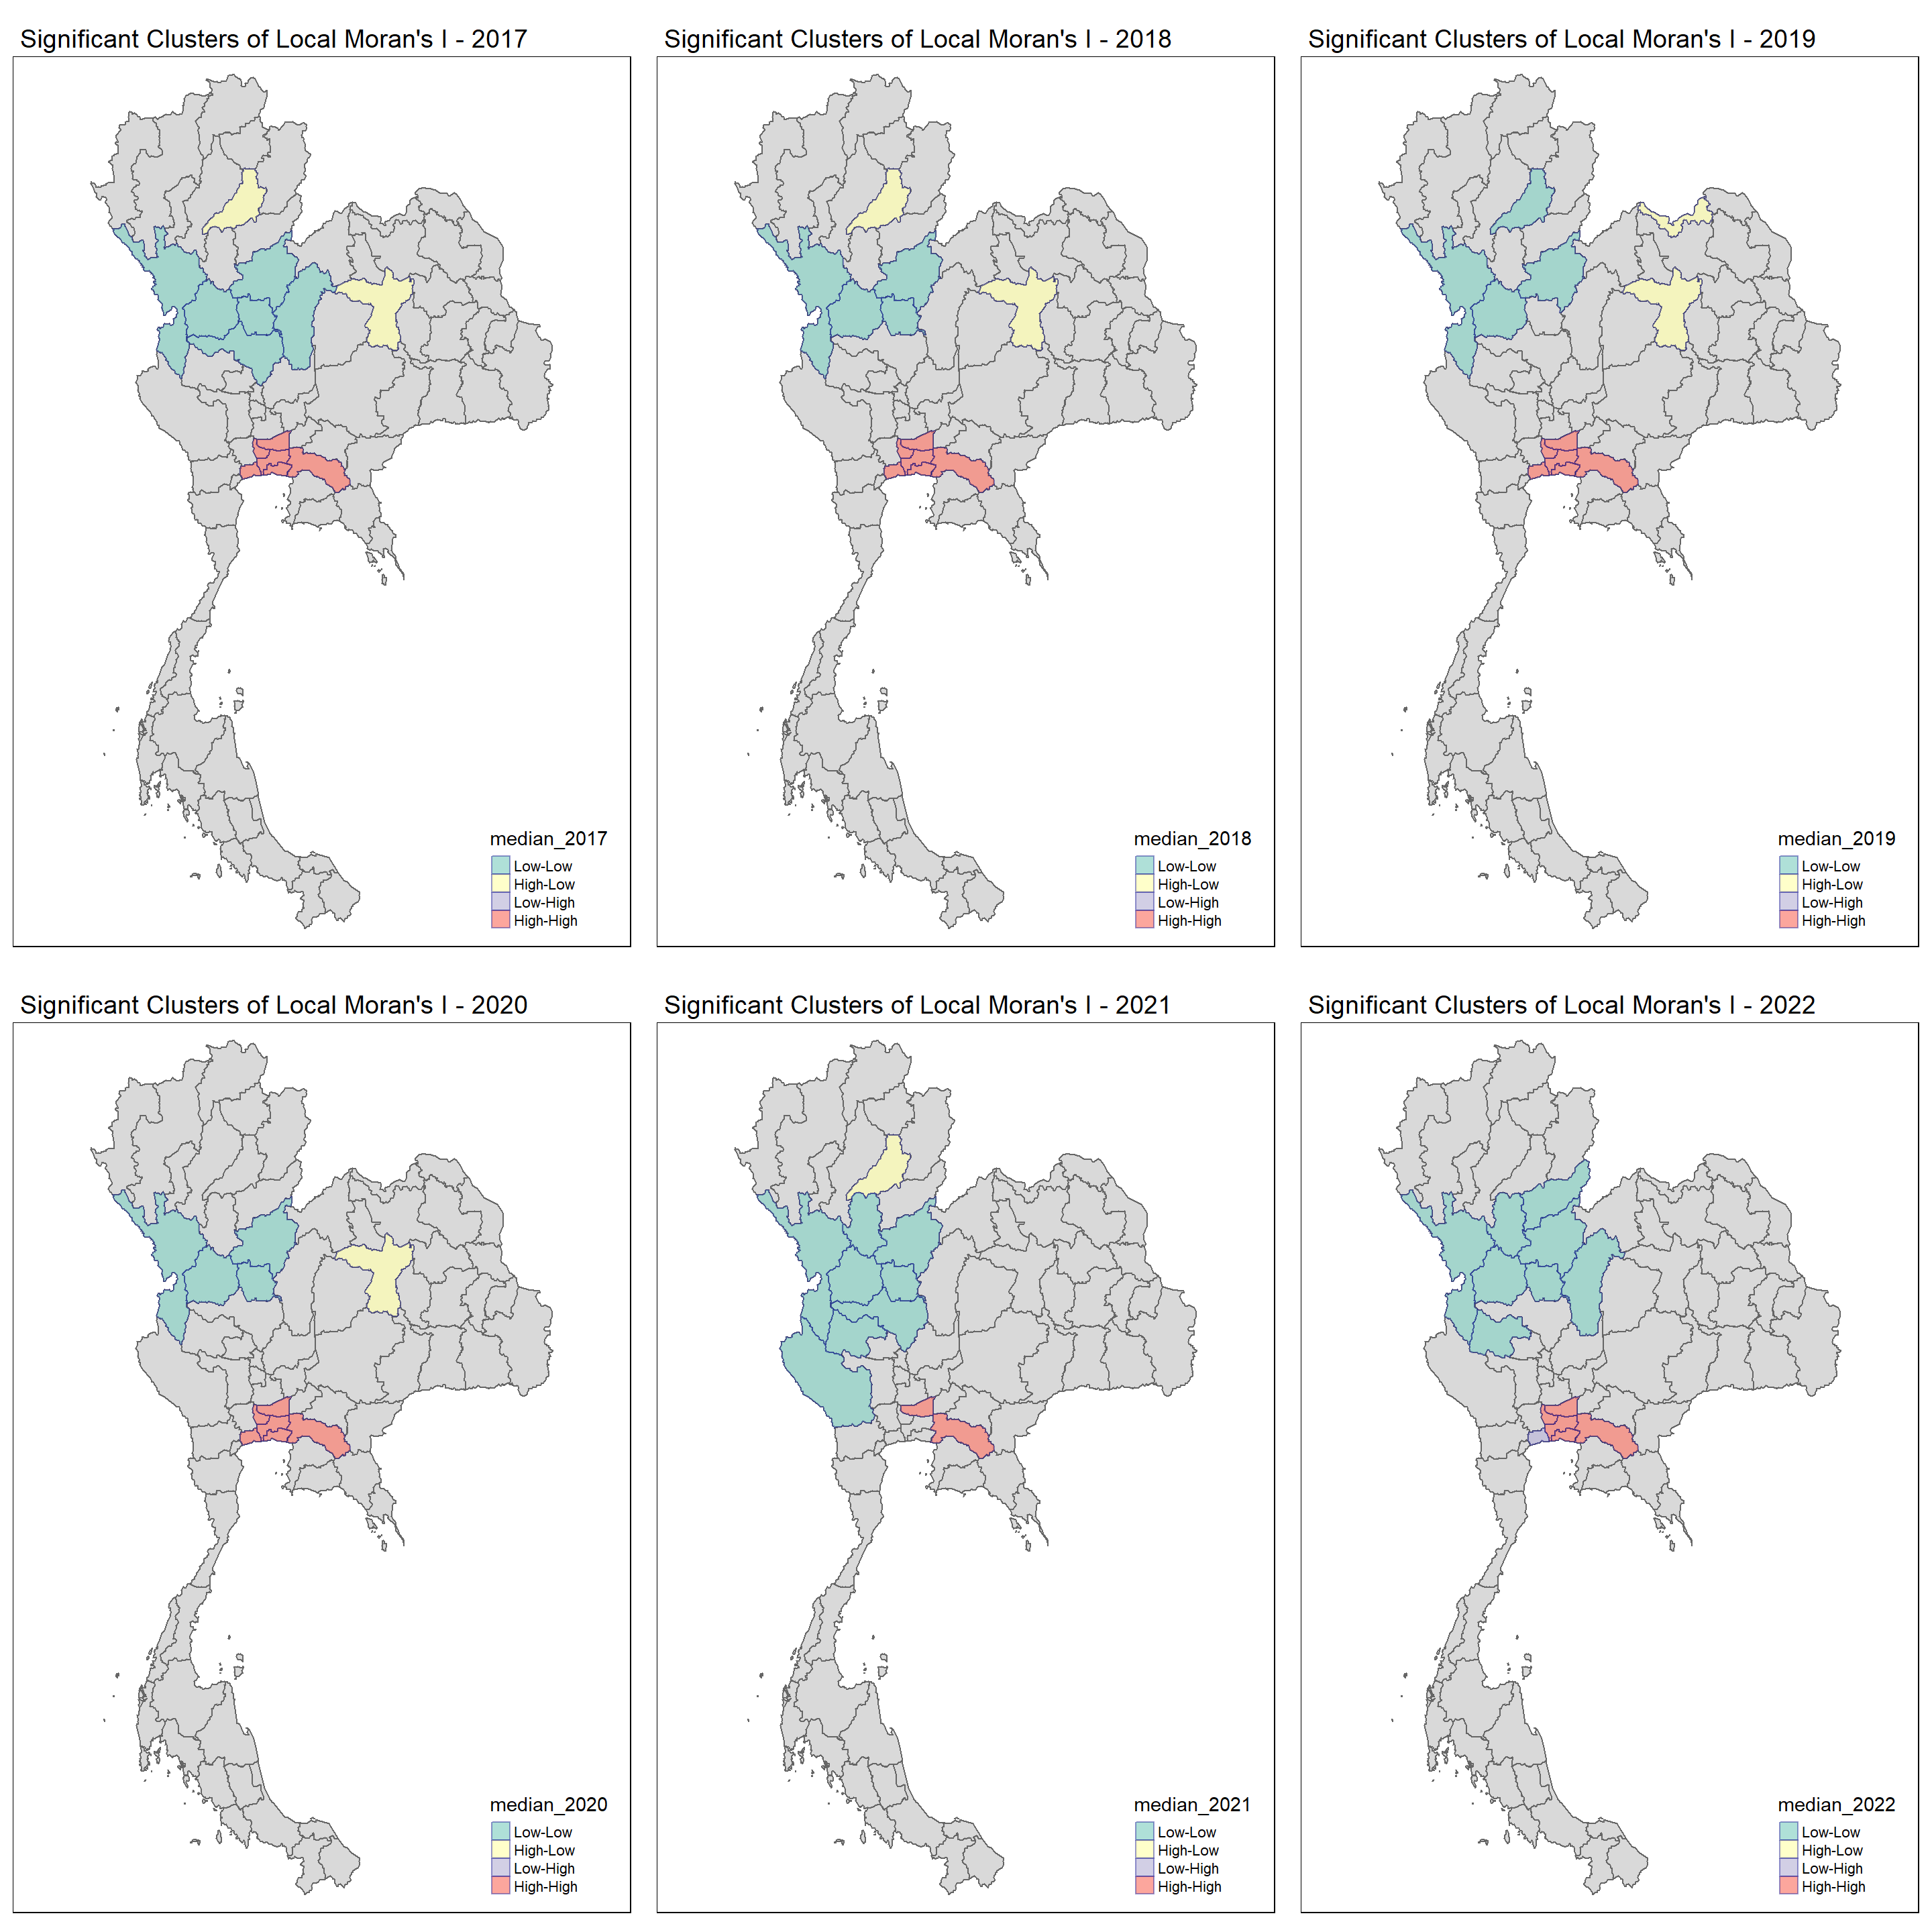 Significant Clusters of Local Moran's I - 2017
Significant Clusters of Local Moran's I - 2018
Significant Clusters of Local Moran's I - 2019
median_2017
Low-Low
High-Low
Low-High
High-High
median_2018
Low-Low
High-Low
Low-High
High-High
median_2019
Low-Low
High-Low
Low-High
High-High
Significant Clusters of Local Moran's I - 2020
Significant Clusters of Local Moran's I - 2021
Significant Clusters of Local Moran's I - 2022
median_2020
Low-Low
High-Low
Low-High
High-High
median_2021
Low-Low
High-Low
Low-High
High-High
median_2022
Low-Low
High-Low
Low-High
High-High